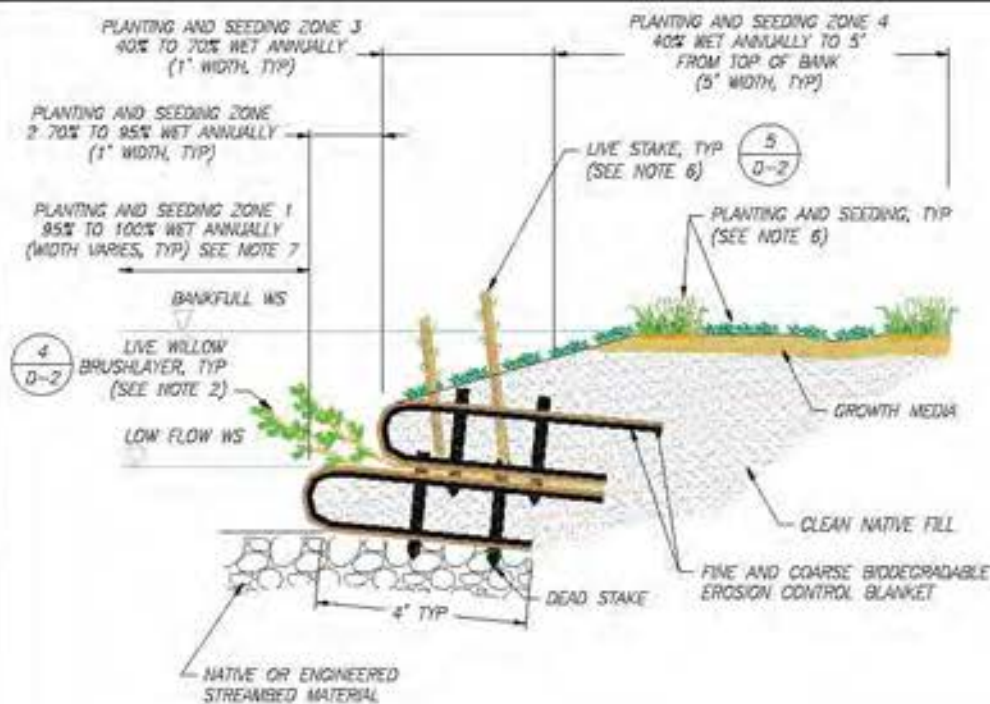 PLANTING AND SEEDING ZONE 3
40% TO 70% WET ANNUALLY
(1' WIDTH, TYP)
PLANTING AND SEEDING ZONE 4
40% WET ANNUALLY TO 5'
FROM TOP OF BANK
(5' WIDTH, TYP)
PLANTING AND SEEDING ZONE
2 70% TO 95% WET ANNUALLY
(1' WIDTH, TYP)
LIVE STAKE, TYP
(SEE NOTE 6)
5
D-2
PLANTING AND SEEDING ZONE 1
95% TO 100% WET ANNUALLY
(WIDTH VARIES, TYP) SEE NOTE 7
PLANTING AND SEEDING, TYP
(SEE NOTE 6)
BANKFULL WS
4
D-2
LIVE WILLOW
BRUSHLAYER, TYP
(SEE NOTE 2)
LOW FLOW WS
GROWTH MEDIA
CLEAN NATIVE FILL
FINE AND COARSE BIODEGRADABLE
EROSION CONTROL BLANKET
DEAD STAKE
4' TYP
NATIVE OR ENGINEERED
STREAMBED MATERIAL